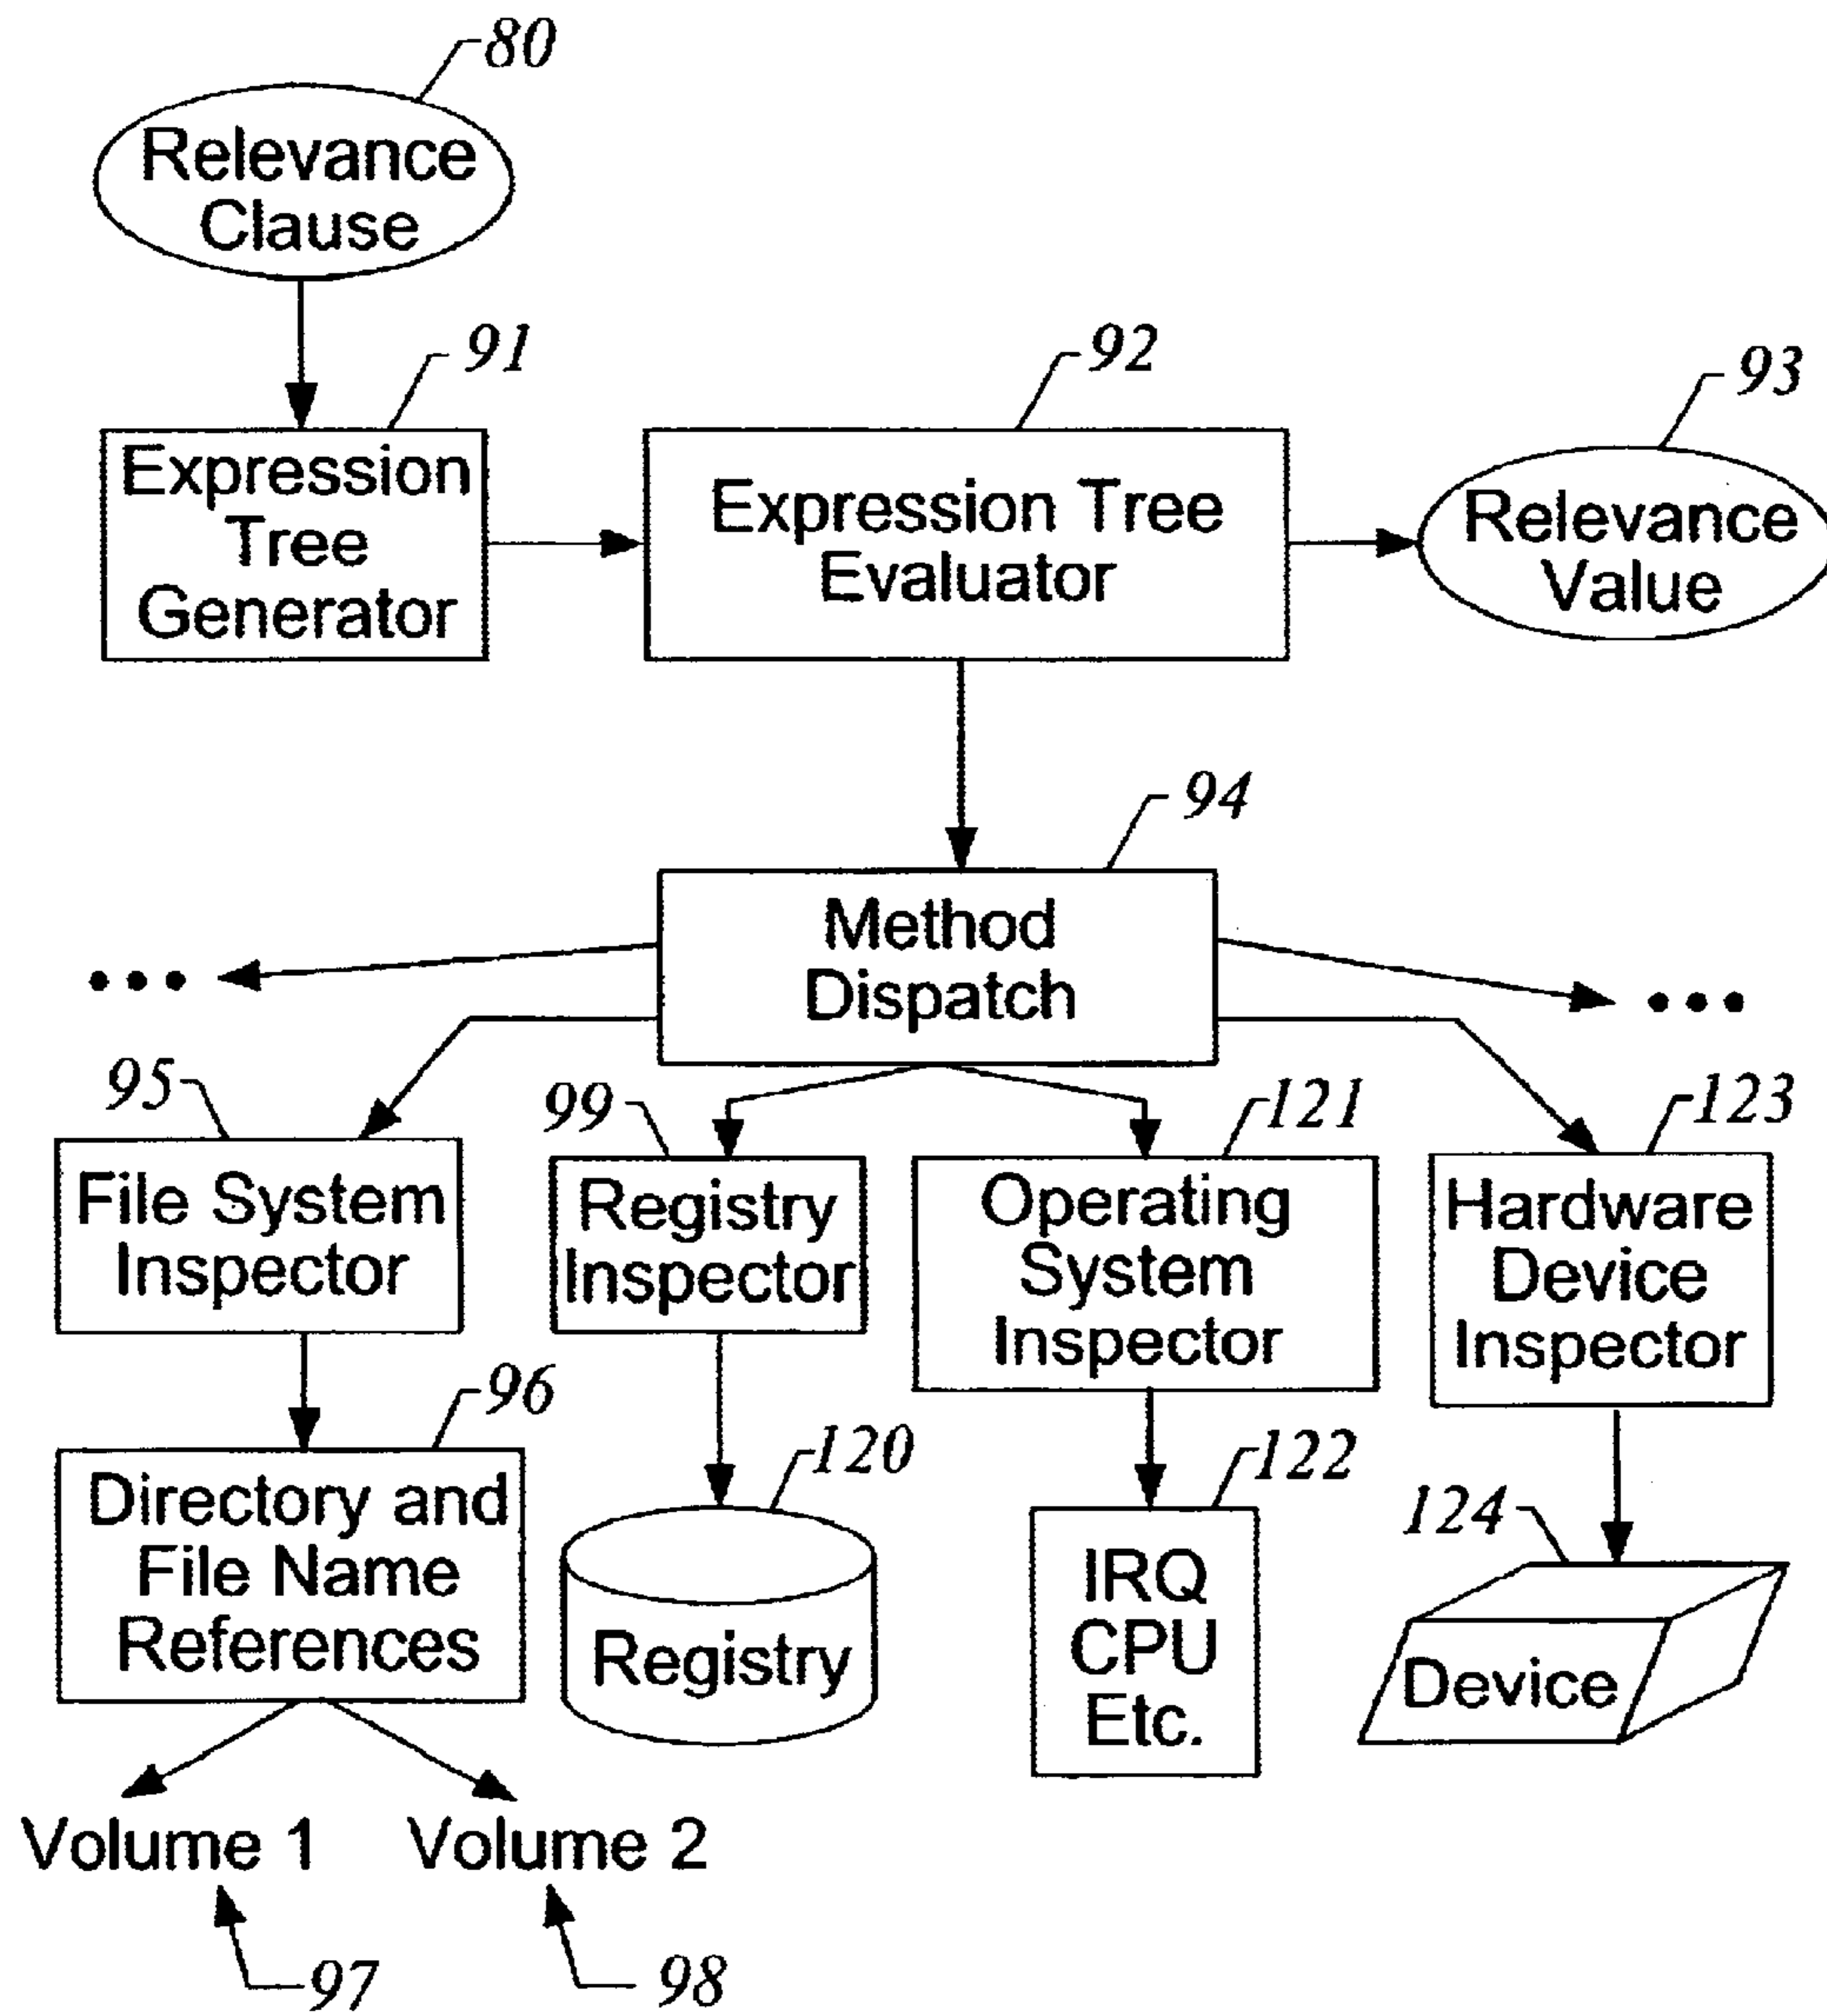 80
Relevance
Clause
91
92
93
Expression
Tree
Generator
Expression Tree
Evaluator
Relevance
Value
94
Method
Dispatch
95
99
121
123
File System
Inspector
Registry
Inspector
Operating
System
Inspector
Hardware
Device
Inspector
96
120
122
124
Directory and
File Name
References
Registry
IRQ
CPU
Etc.
Device
Volume 1
Volume 2
97
98